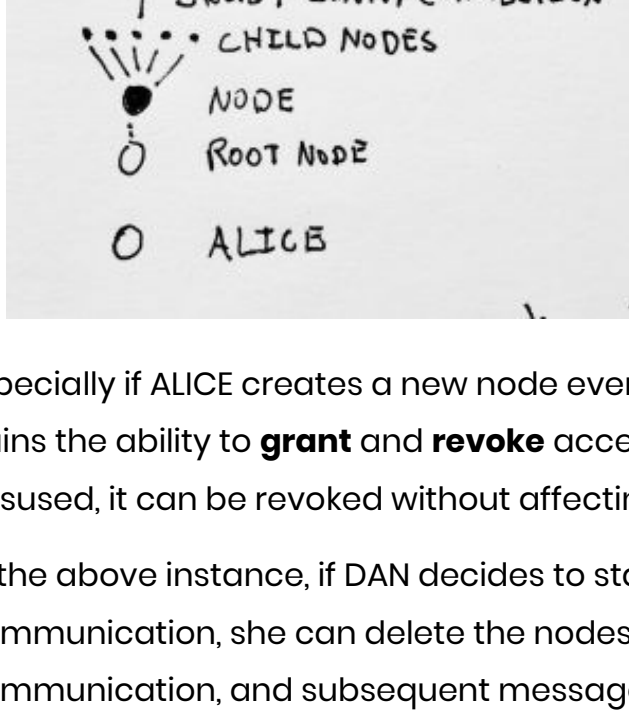 CHILD NODES
NODE
ROOT NODE
ALICE
pecially if ALICE creates a new node ever
ins the ability to grant and revoke acce
sused, it can be revoked without affectin
the above instance, if DAN decides to sto
mmunication, she can delete the nodes
mmunication, and subsequent messag